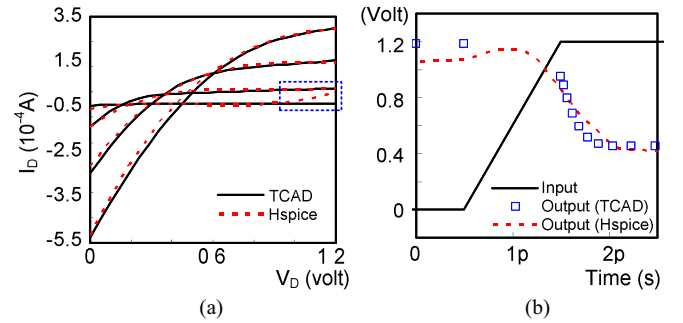 (a)
3.5
1.5
-0.5
-2.5
-3.5
-5.5
I_D (10^-4A)
TCAD
Hspice
0
0 6
1 2
V_D (volt)
(a)
(Volt)
(b)
1.2
0.8
0.4
0
Input
Output (TCAD)
Output (Hspice)
0
1p
2p
Time (s)
(b)